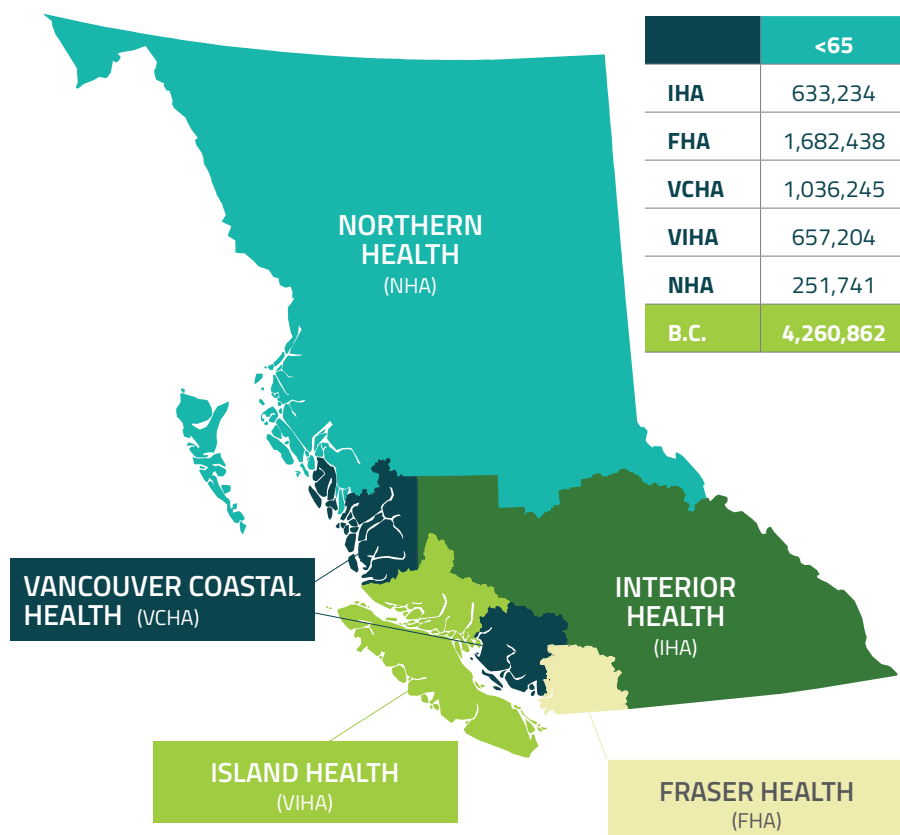 <65
IHA 633,234
FHA 1,682,438
VCHA 1,036,245
VIHA 657,204
NHA 251,741
B.C. 4,260,862
NORTHERN
HEALTH
(NHA)
VANCOUVER COASTAL
HEALTH (VCHA)
INTERIOR
HEALTH
(IHA)
ISLAND HEALTH
(VIHA)
FRASER HEALTH
(FHA)